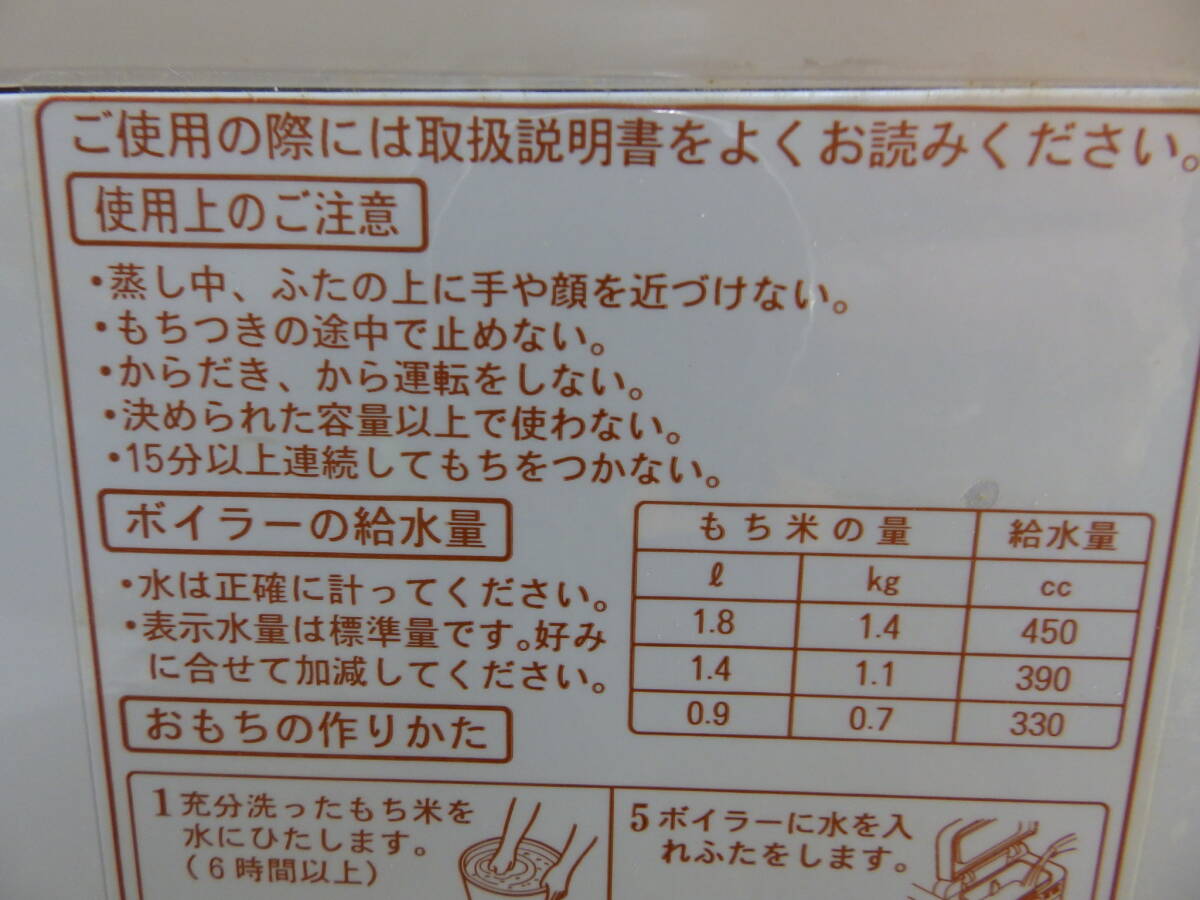 ご使用の際には取扱説明書をよくお読みください。
使用上のご注意
・蒸し中、ふたの上に手や顔を近づけない。
・もちつきの途中で止めない。
・からだき、から運転をしない。
・決められた容量以上で使わない。
・15分以上連続してもちをつかない。
ボイラーの給水量
・水は正確に計ってください。
・表示水量は標準量です。好み
に合せて加減してください。
もち米の量 給水量
ℓ kg cc
1.8 1.4 450
1.4 1.1 390
0.9 0.7 330
おもちの作りかた
1 充分洗ったもち米を
水にひたします。
(6時間以上)
5 ボイラーに水を入
れふたをします。